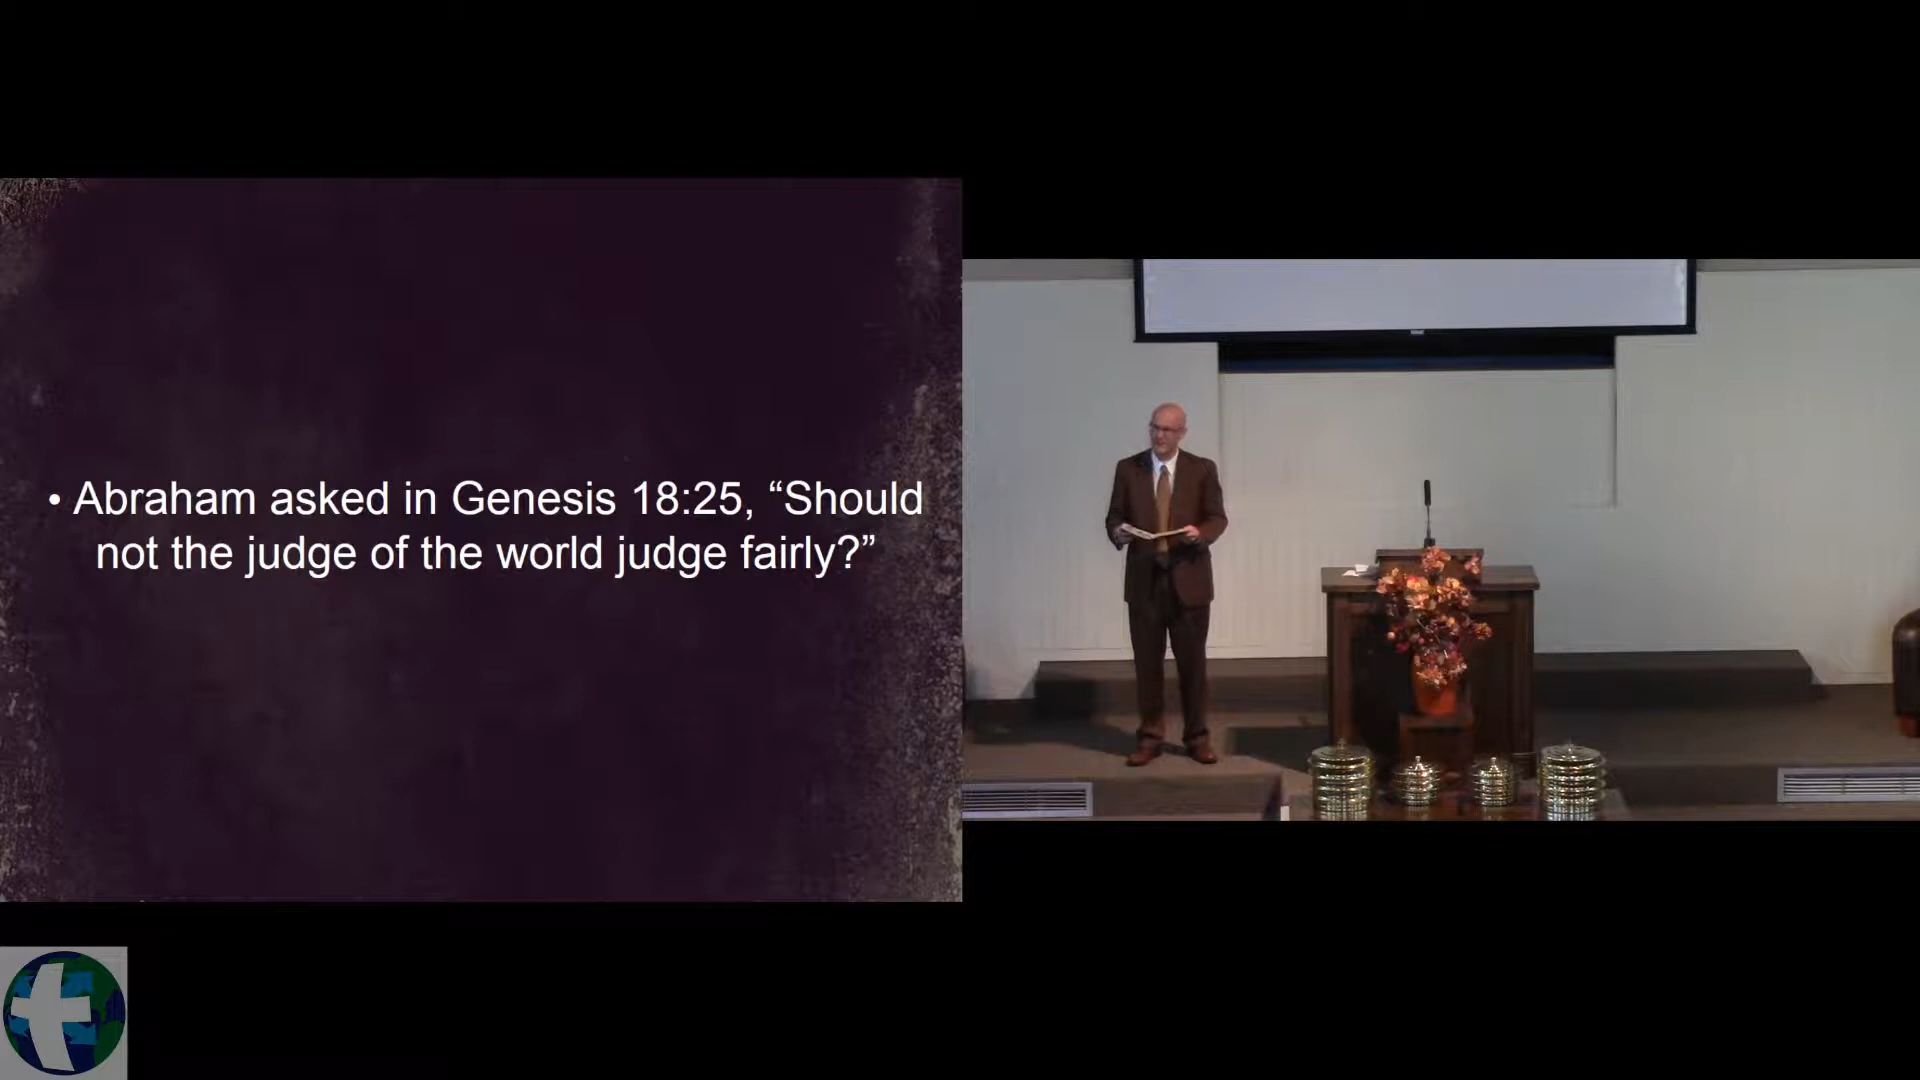 • Abraham asked in Genesis 18:25, “Should
not the judge of the world judge fairly?”